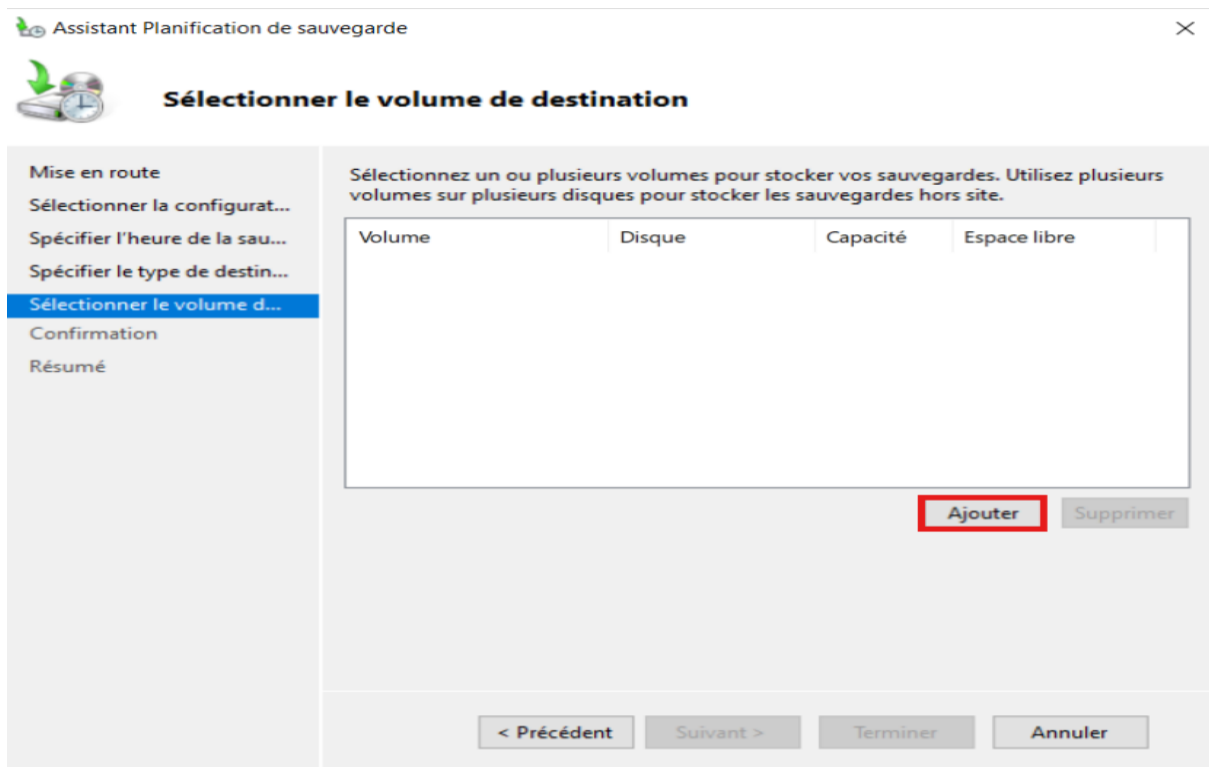 Assistant Planification de sauvegarde
Sélectionner le volume de destination
Mise en route
Sélectionner la configurat...
Spécifier l'heure de la sau...
Spécifier le type de destin...
Sélectionner le volume d...
Confirmation
Résumé
Sélectionnez un ou plusieurs volumes pour stocker vos sauvegardes. Utilisez plusieurs
volumes sur plusieurs disques pour stocker les sauvegardes hors site.
Volume Disque Capacité Espace libre
Ajouter Supprimer
< Précédent Suivant > Terminer Annuler